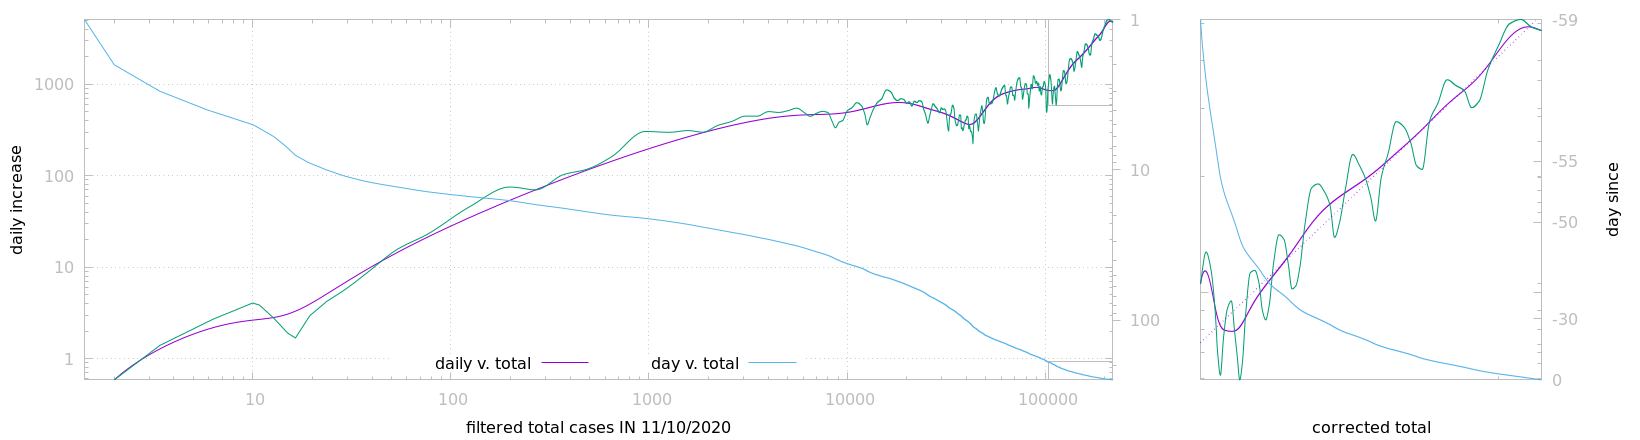 daily increase
1000
100
10
1
10
100
1000
10000
100000
1
10
100
daily v. total
day v. total
filtered total cases IN 11/10/2020
-59
-55
-50
-30
0
day since
corrected total